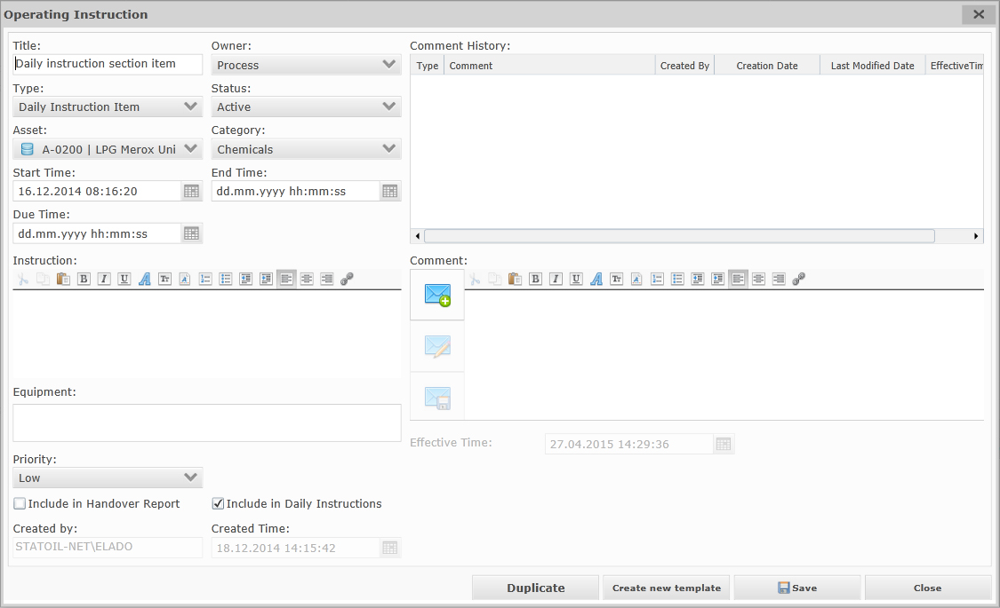 Operating Instruction
Title:
Daily instruction section item
Owner:
Process
Type:
Daily Instruction Item
Status:
Active
Asset:
A-0200 | LPG Merox Uni
Category:
Chemicals
Start Time:
16.12.2014 08:16:20
End Time:
dd.mm.yyyy hh:mm:ss
Due Time:
dd.mm.yyyy hh:mm:ss
Comment History:
Type Comment Created By Creation Date Last Modified Date EffectiveTim
Instruction:
B I U A Tt A
Comment:
B I U A Tt A
Equipment:
Effective Time: 27.04.2015 14:29:36
Priority:
Low
Include in Handover Report
Include in Daily Instructions
Created by:
STATOIL-NET\ELADO
Created Time:
18.12.2014 14:15:42
Duplicate Create new template Save Close